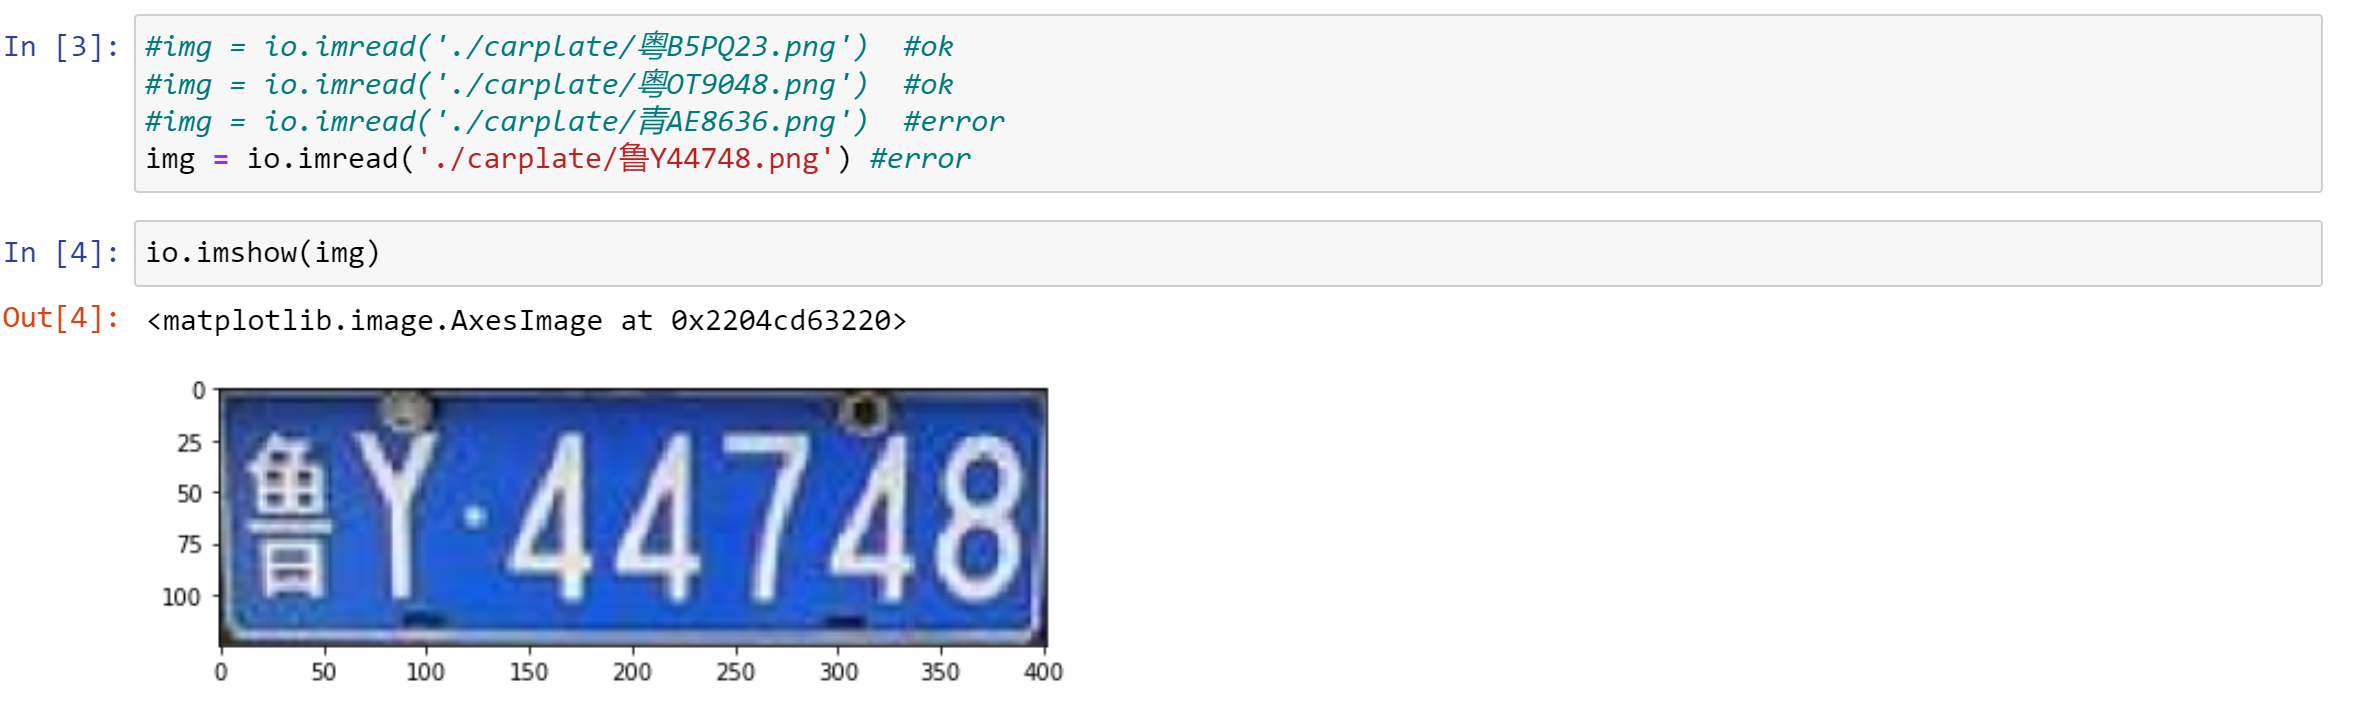 In [3]: #img = io.imread('./carplate/粤B5PQ23.png')  #ok
#img = io.imread('./carplate/粤OT9048.png')  #ok
#img = io.imread('./carplate/青AE8636.png')  #error
img = io.imread('./carplate/鲁Y44748.png') #error
In [4]: io.imshow(img)
Out[4]: <matplotlib.image.AxesImage at 0x2204cd63220>
0
25
50
75
100
鲁Y·44748
0 50 100 150 200 250 300 350 400